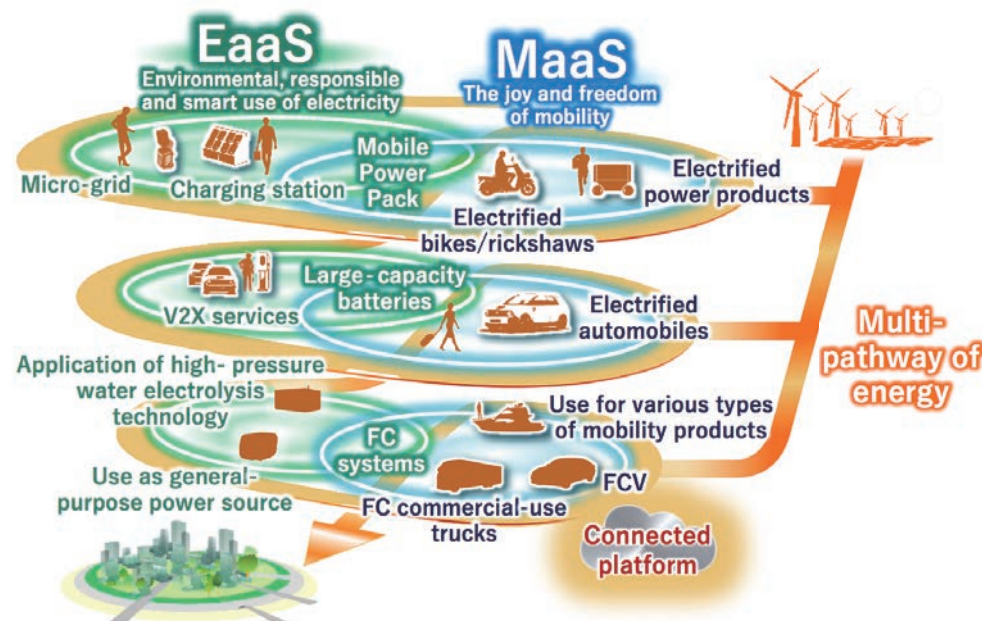 EaaS
Environmental, responsible
and smart use of electricity
MaaS
The joy and freedom
of mobility
Micro-grid
Charging station
Mobile
Power
Pack
Electrified
bikes/rickshaws
Electrified
power products
V2X services
Large-capacity
batteries
Electrified
automobiles
Multi-
pathway of
energy
Application of high-pressure
water electrolysis
technology
Use as general-
purpose power source
FC
systems
Use for various types
of mobility products
FCV
FC commercial-use
trucks
Connected
platform